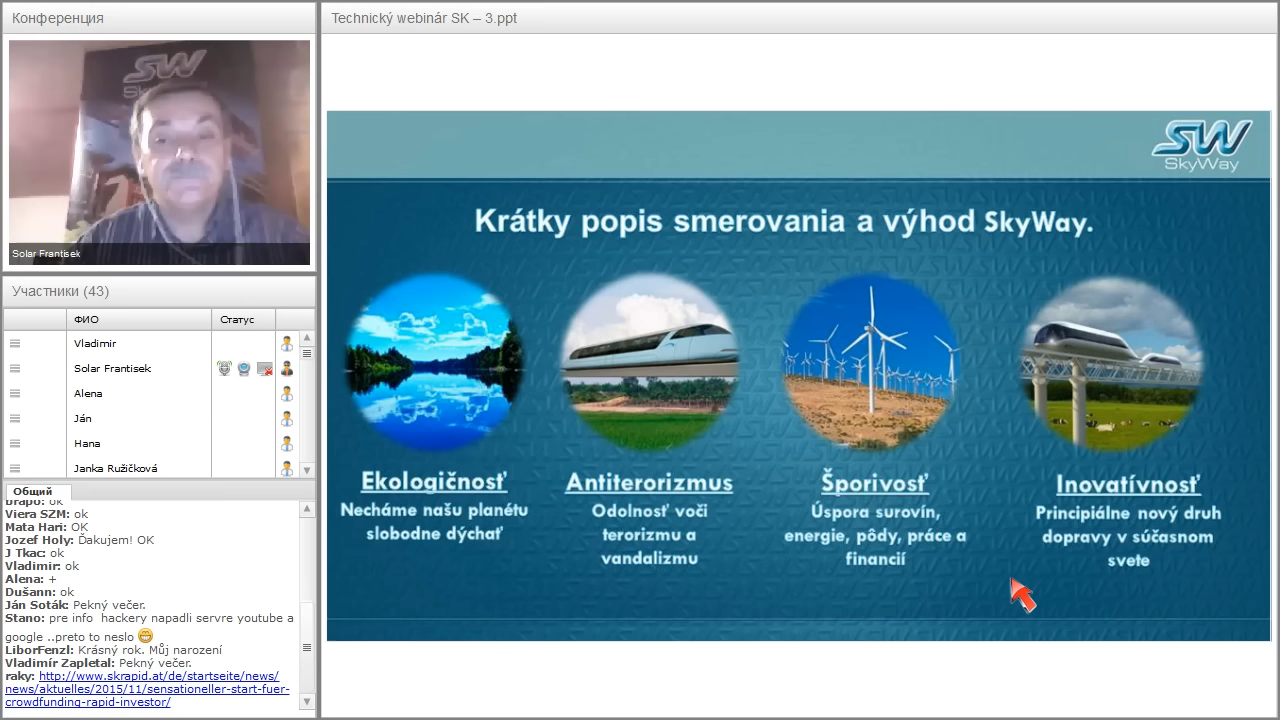 Конференция
SW
Solar Frantisek
Участники (43)
ФИО
Статус
Vladimir
Solar Frantisek
Alena
Ján
Hana
Janka Ružičková
Общий
ok
Viera SZM: ok
Mata Hari: OK
Jozef Holy: Ďakujem! OK
J Tkac: ok
Vladimir: ok
Alena: +
Dušann: ok
Ján Soták: Pekný večer.
Stano: pre info hackery napadli servre youtube a
google ..preto to neslo
LiborFenzl: Krásný rok. Můj narození
Vladimír Zapletal: Pekný večer.
raky: http://www.skrapid.at/de/startseite/news/
news/aktuelles/2015/11/sensationeller-start-fuer-
crowdfunding-rapid-investor/
Technický webinár SK – 3.ppt
SW
SkyWay
Krátky popis smerovania a výhod SkyWay.
Ekologičnosť
Necháme našu planétu
slobodne dýchať
Antiterorizmus
Odolnosť voči
terorizmu a
vandalizmu
Šporivosť
Úspora surovín,
energie, pôdy, práce a
financií
Inovatívnosť
Principiálne nový druh
dopravy v súčasnom
svete